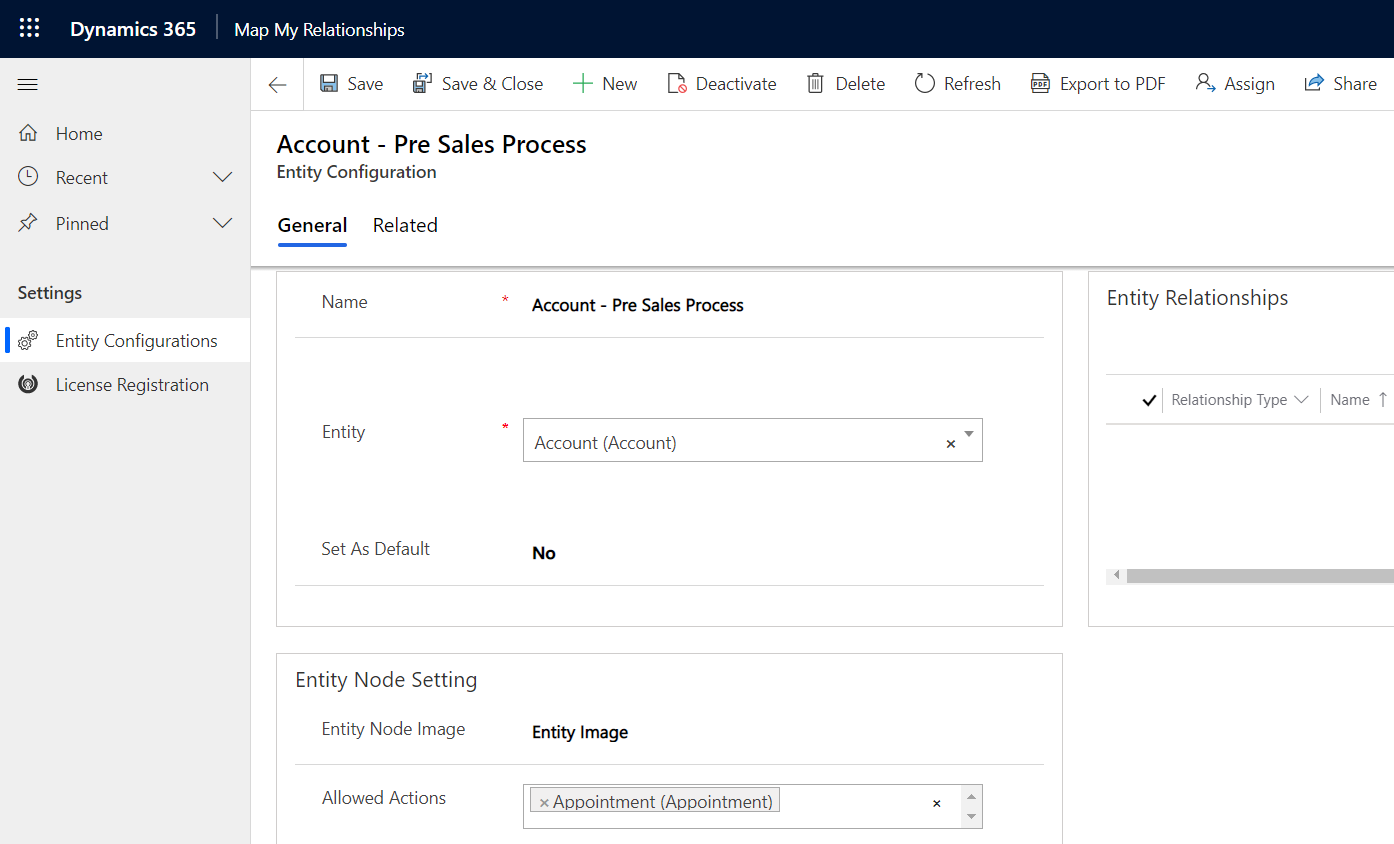 Dynamics 365 Map My Relationships
Save Save & Close New Deactivate Delete Refresh Export to PDF Assign Share
Home
Recent
Pinned
Settings
Entity Configurations
License Registration
Account - Pre Sales Process
Entity Configuration
General Related
Name * Account - Pre Sales Process
Entity * Account (Account) ×
Set As Default No
Entity Relationships
Relationship Type Name ↑
Entity Node Setting
Entity Node Image Entity Image
Allowed Actions × Appointment (Appointment) ×